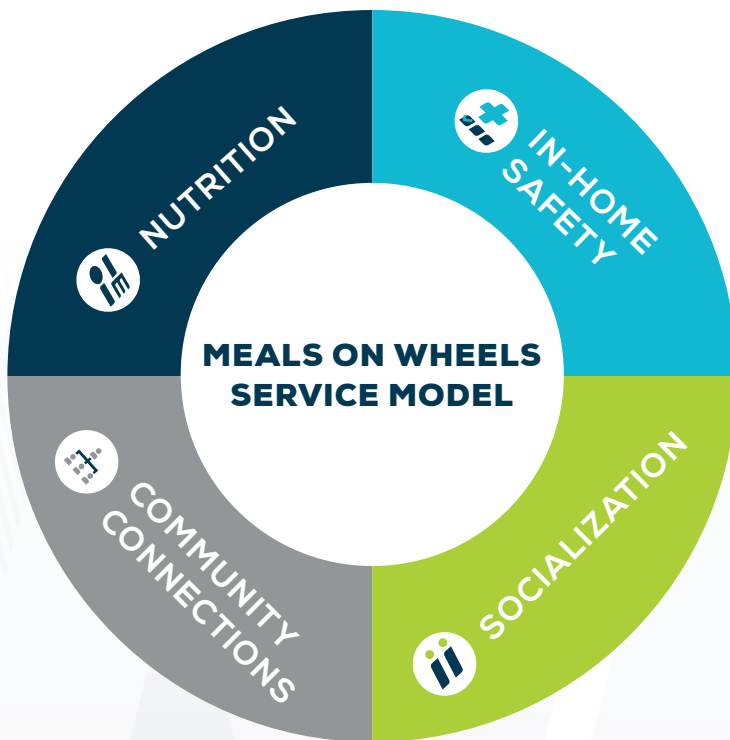 NUTRITION
IN-HOME
SAFETY
MEALS ON WHEELS
SERVICE MODEL
COMMUNITY
CONNECTIONS
SOCIALIZATION